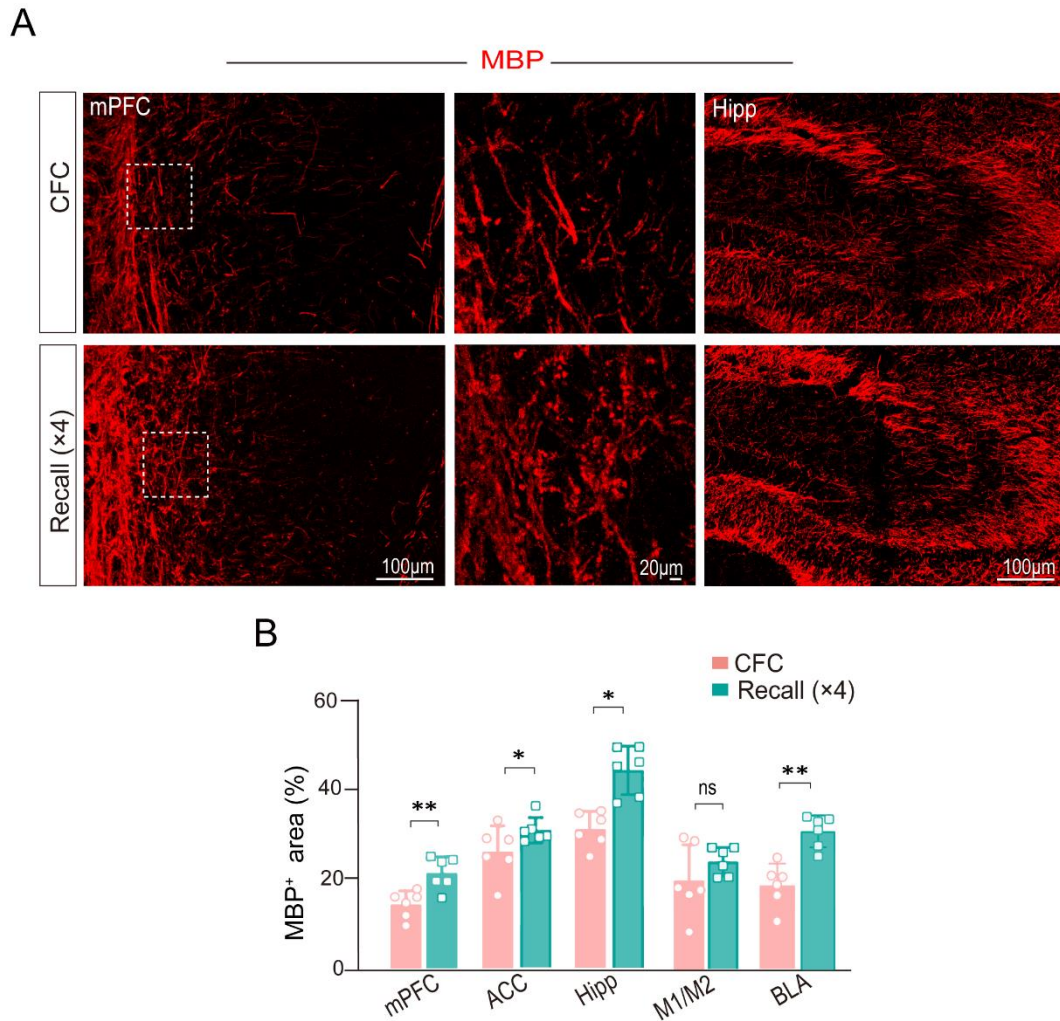 A
MBP
mPFC
Hipp
CFC
Recall (×4)
100μm
20μm
100μm
B
CFC
Recall (×4)
MBP⁺ area (%)
60
40
20
0
**
*
*
ns
**
mPFC
ACC
Hipp
M1/M2
BLA